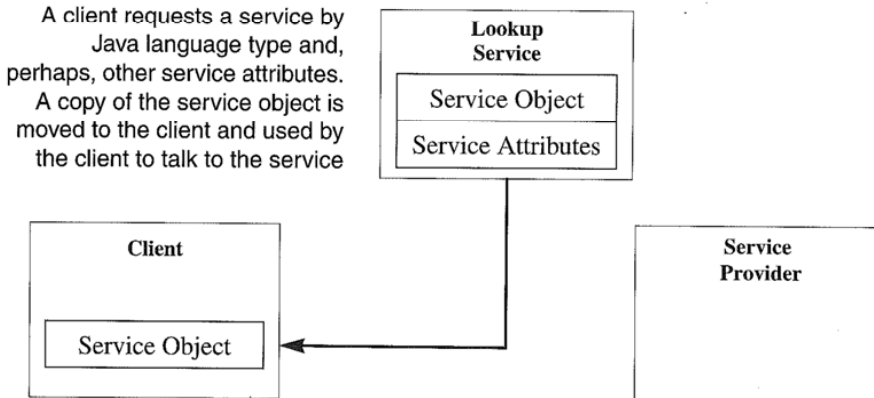 A client requests a service by
Java language type and,
perhaps, other service attributes.
A copy of the service object is
moved to the client and used by
the client to talk to the service
Lookup
Service
Service Object
Service Attributes
Client
Service Object
Service
Provider